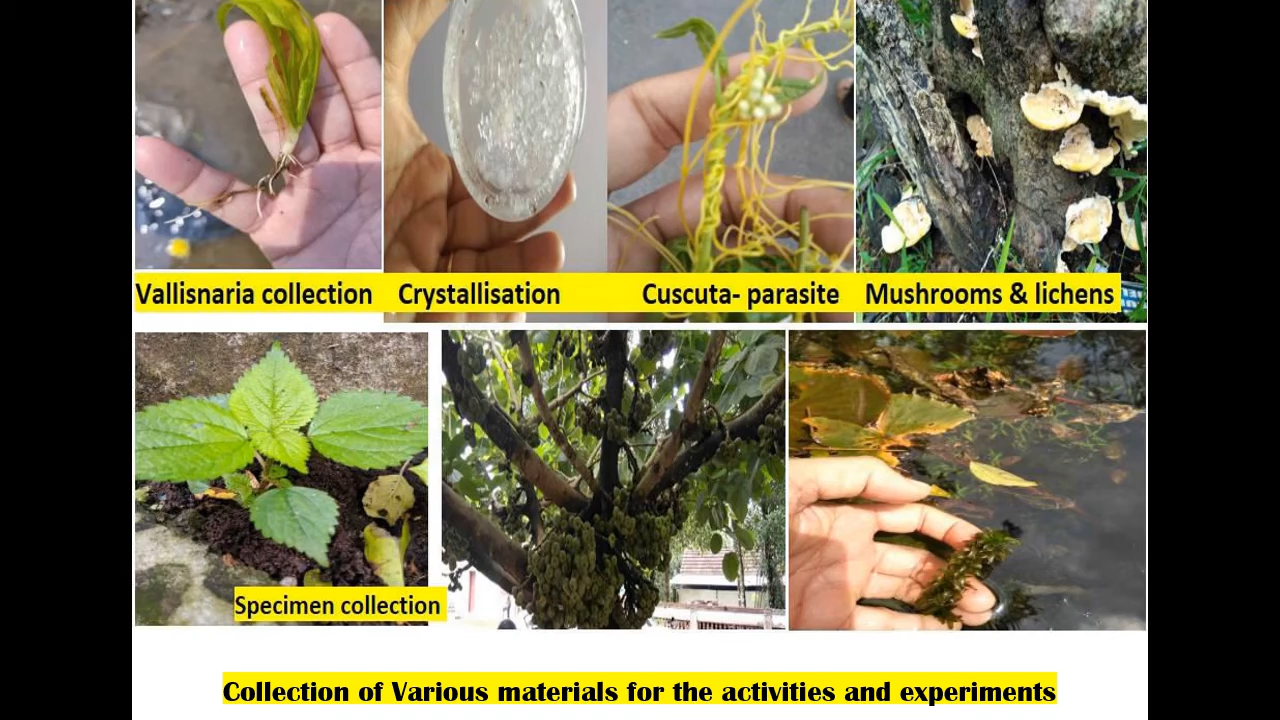 Vallisnaria collection
Crystallisation
Cuscuta- parasite
Mushrooms & lichens
Specimen collection
Collection of Various materials for the activities and experiments